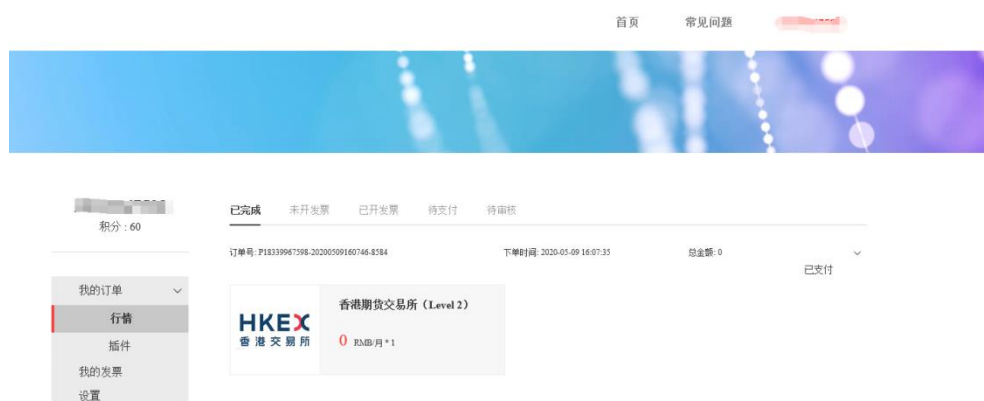 首页 常见问题
积分 : 60
已完成 未开发票 已开发票 待支付 待审核
订单号: P18339967598-20200509160746-8584 下单时间: 2020-05-09 16:07:35 总金额: 0
已支付
我的订单
行情
插件
我的发票
设置
HKEX
香港交易所
香港期货交易所（Level 2）
0 RMB/月 * 1